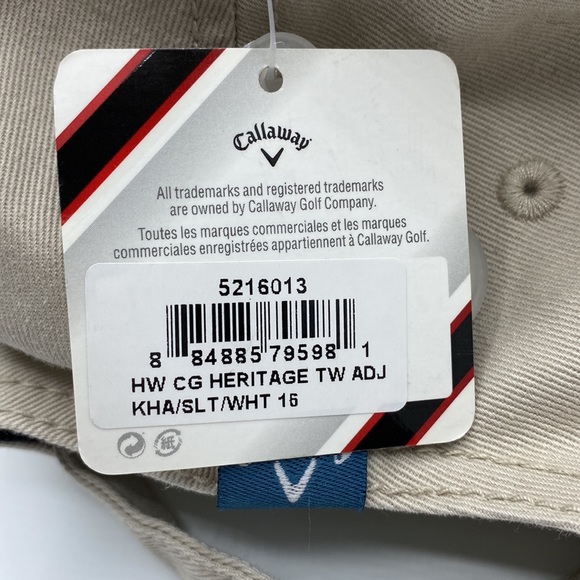 Callaway
All trademarks and registered trademarks
are owned by Callaway Golf Company.
Toutes les marques commerciales et les marques
commerciales enregistrées appartiennent à Callaway Golf.
5216013
8 84885 79598 1
HW CG HERITAGE TW ADJ
KHA/SLT/WHT 16
紙